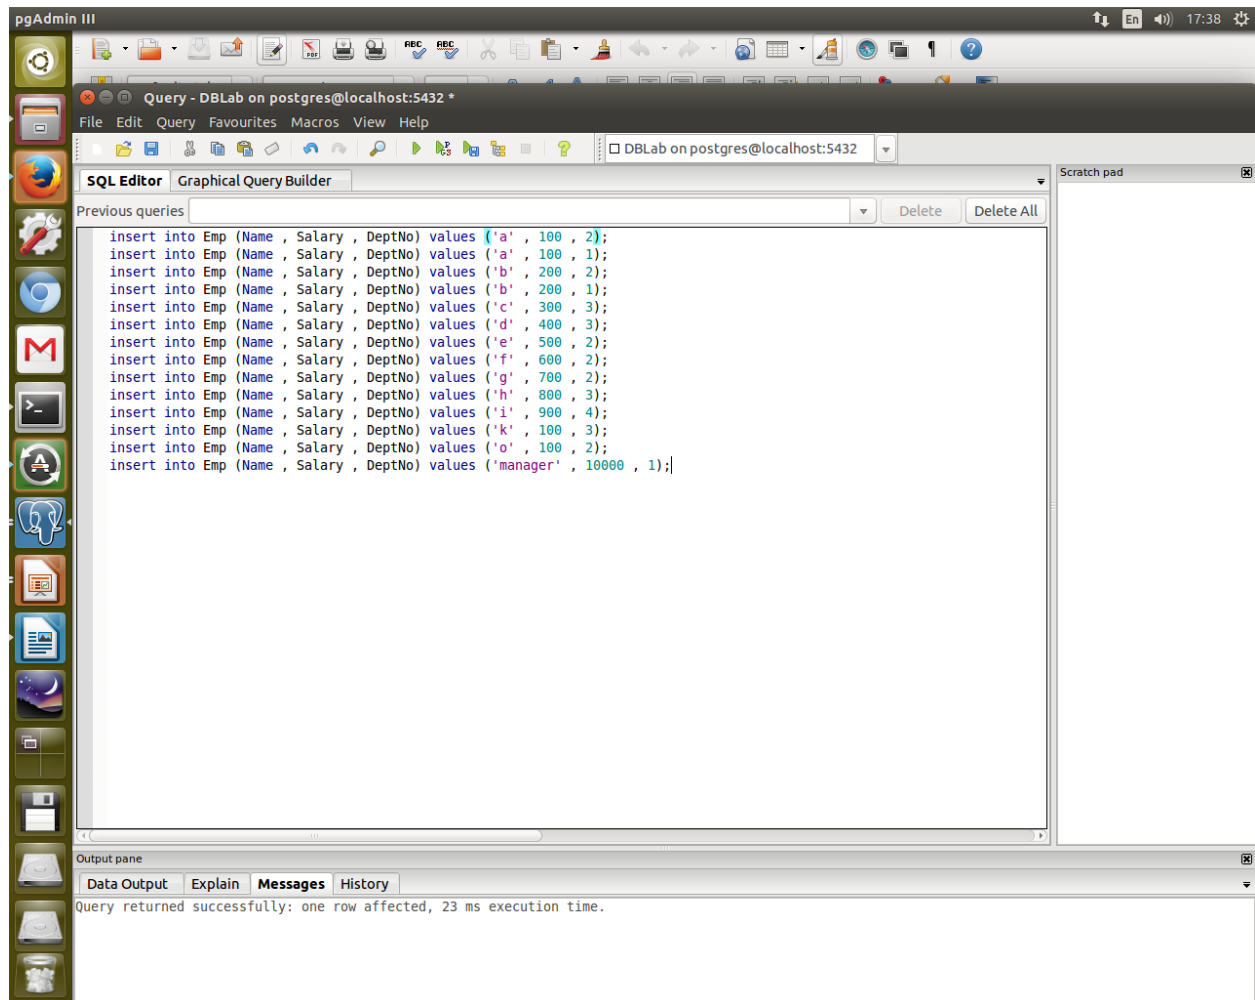 pgAdmin III
En 17:38
ABC ABC
Query - DBLab on postgres@localhost:5432 *
File Edit Query Favourites Macros View Help
DBLab on postgres@localhost:5432
SQL Editor Graphical Query Builder
Scratch pad
Previous queries Delete Delete All
insert into Emp (Name , Salary , DeptNo) values ('a' , 100 , 2);
insert into Emp (Name , Salary , DeptNo) values ('a' , 100 , 1);
insert into Emp (Name , Salary , DeptNo) values ('b' , 200 , 2);
insert into Emp (Name , Salary , DeptNo) values ('b' , 200 , 1);
insert into Emp (Name , Salary , DeptNo) values ('c' , 300 , 3);
insert into Emp (Name , Salary , DeptNo) values ('d' , 400 , 3);
insert into Emp (Name , Salary , DeptNo) values ('e' , 500 , 2);
insert into Emp (Name , Salary , DeptNo) values ('f' , 600 , 2);
insert into Emp (Name , Salary , DeptNo) values ('g' , 700 , 2);
insert into Emp (Name , Salary , DeptNo) values ('h' , 800 , 3);
insert into Emp (Name , Salary , DeptNo) values ('i' , 900 , 4);
insert into Emp (Name , Salary , DeptNo) values ('k' , 100 , 3);
insert into Emp (Name , Salary , DeptNo) values ('o' , 100 , 2);
insert into Emp (Name , Salary , DeptNo) values ('manager' , 10000 , 1);
Output pane
Data Output Explain Messages History
Query returned successfully: one row affected, 23 ms execution time.